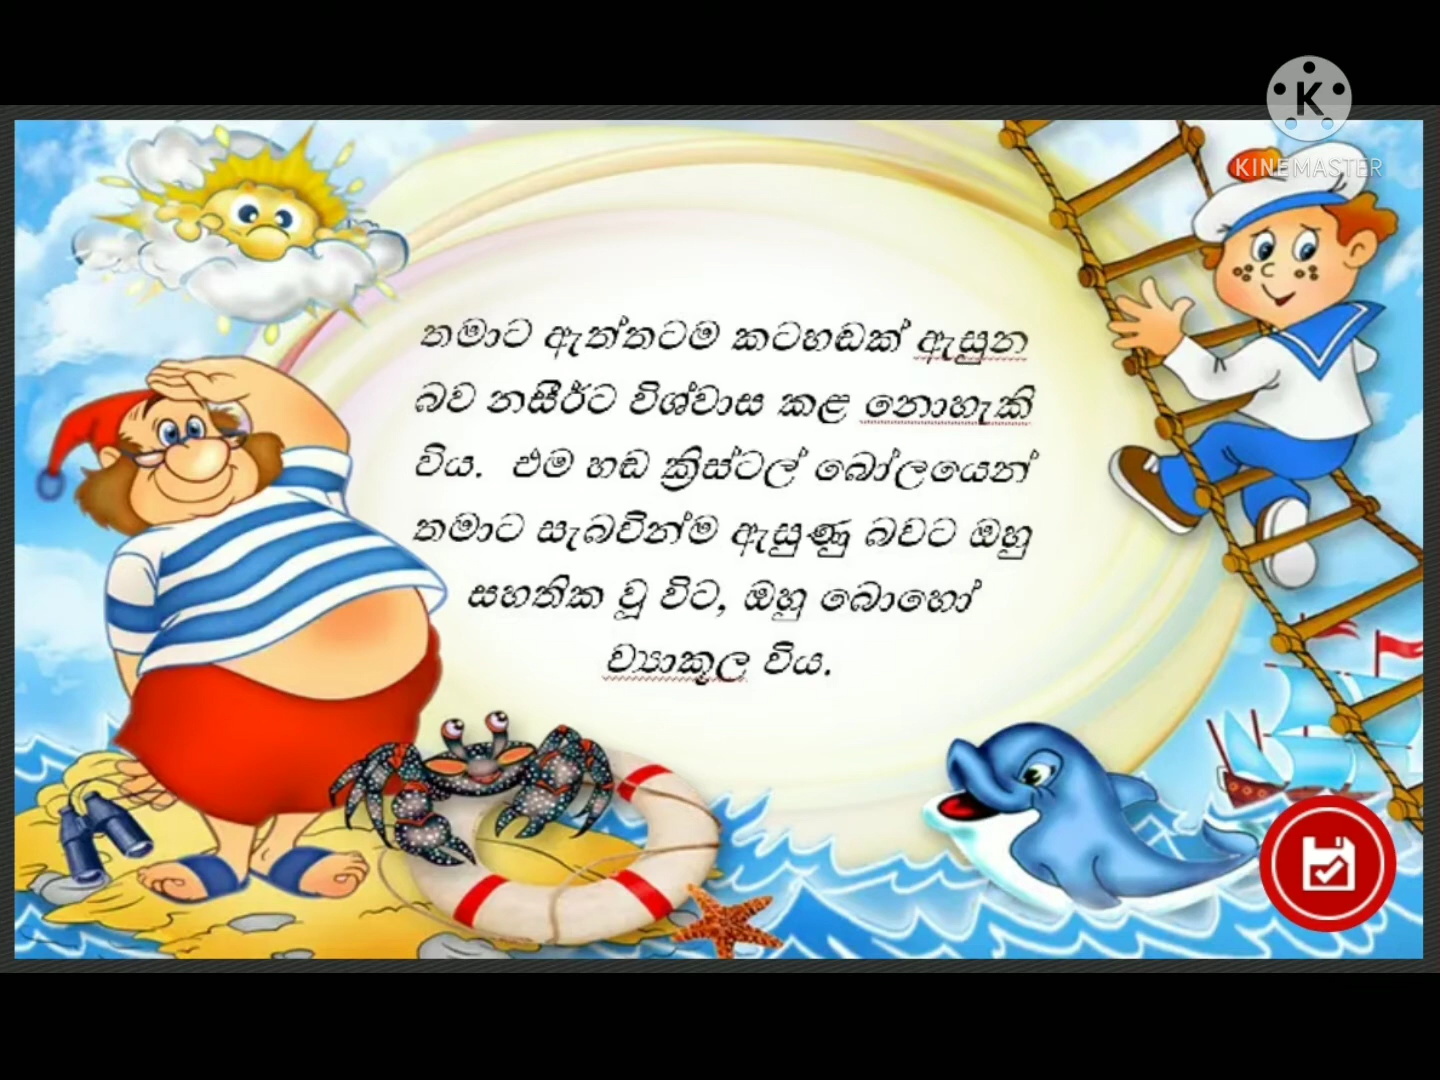 KINEMASTER
තමාට ඇත්තටම කටහඬක් ඇසුන
බව නසීර්ට විශ්වාස කළ නොහැකි
විය. එම හඬ ක්‍රිස්ටල් බෝලයෙන්
තමාට සැබවින්ම ඇසුණු බවට ඔහු
සහතික වූ විට, ඔහු බොහෝ
ව්‍යාකූල විය.